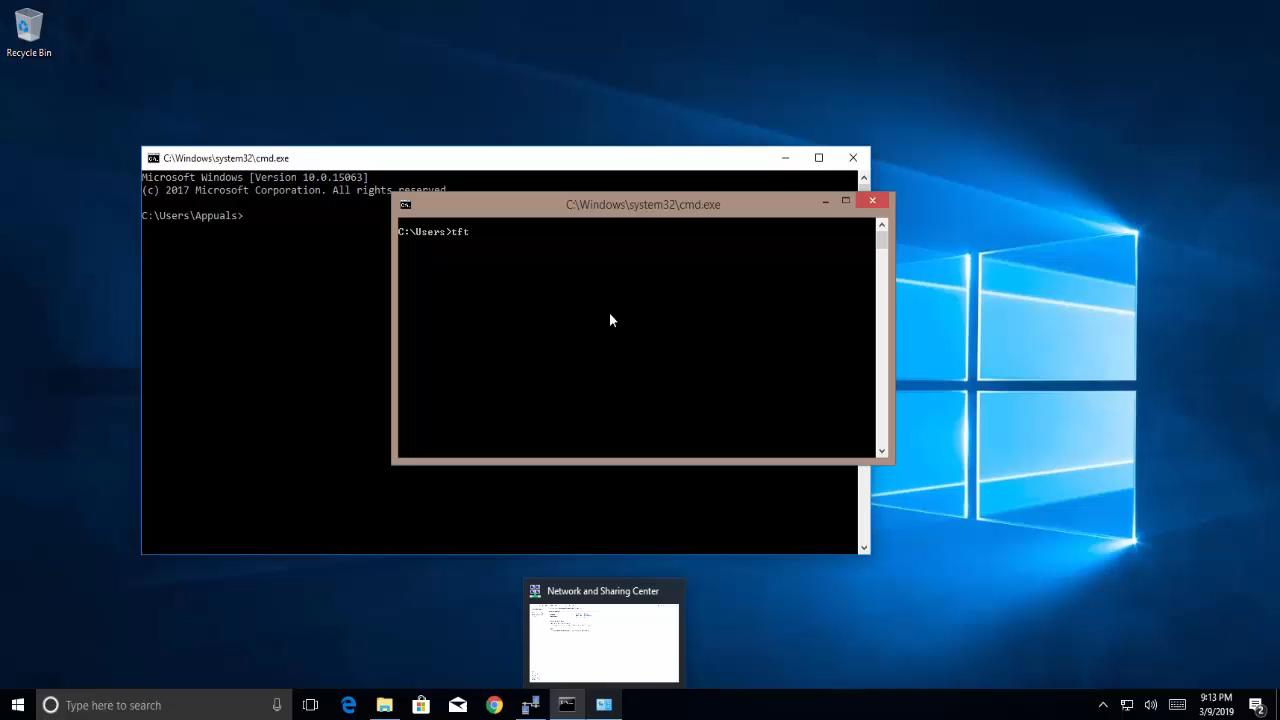 Recycle Bin
C:\Windows\system32\cmd.exe
Microsoft Windows [Version 10.0.15063]
(c) 2017 Microsoft Corporation. All rights reserved
C:\Users\Appuals>
C:\Windows\system32\cmd.exe
C:\Users>tft
Network and Sharing Center
Type here to search
9:13 PM
3/9/2019
2